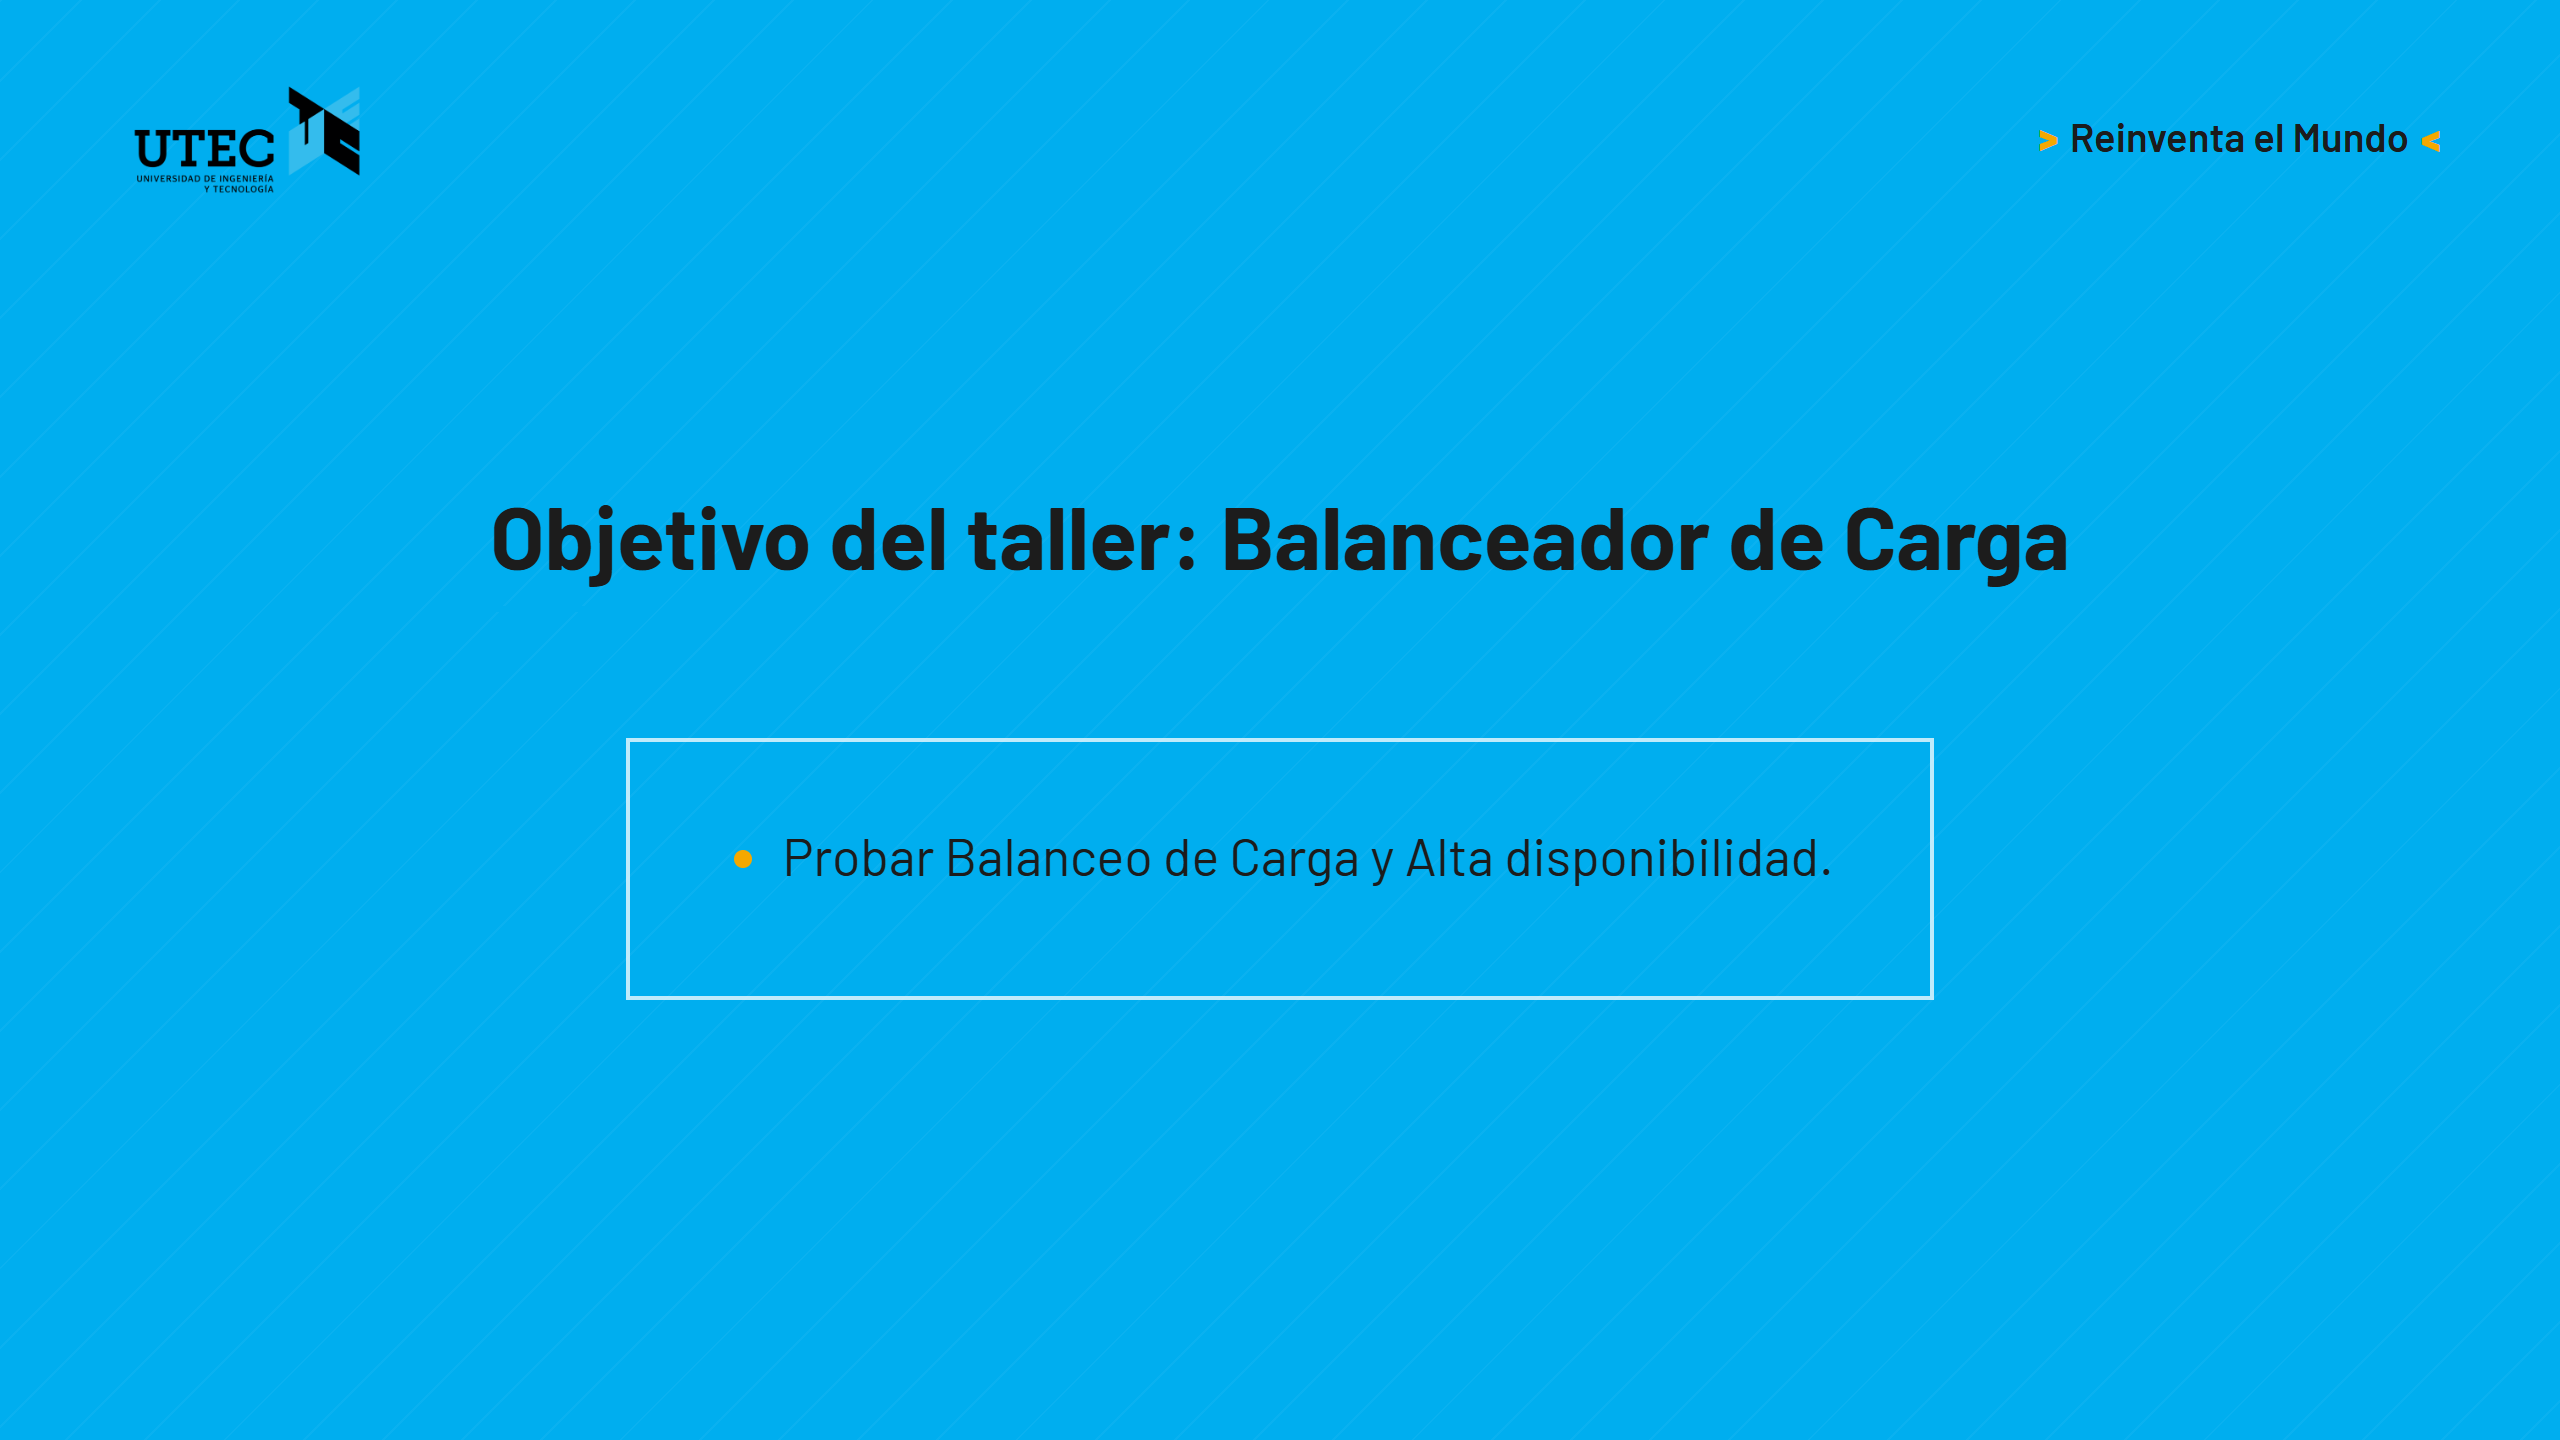 UTEC
UNIVERSIDAD DE INGENIERÍA
Y TECNOLOGÍA
> Reinventa el Mundo <
Objetivo del taller: Balanceador de Carga
● Probar Balanceo de Carga y Alta disponibilidad.